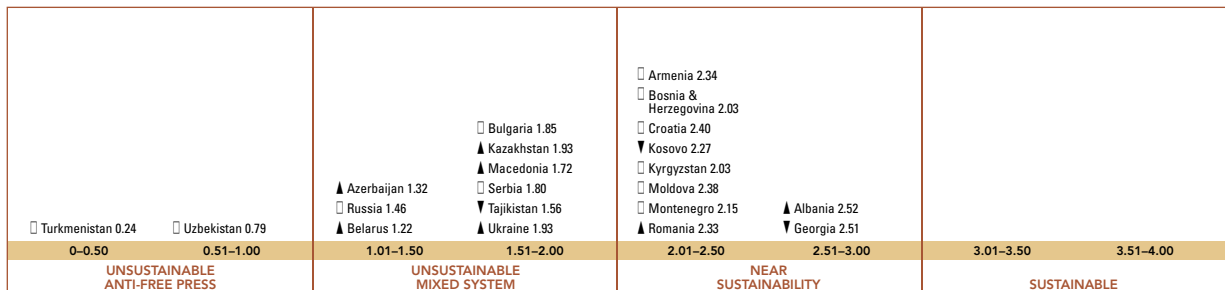 Turkmenistan 0.24
Uzbekistan 0.79
▲ Azerbaijan 1.32
Russia 1.46
▲ Belarus 1.22
Bulgaria 1.85
▲ Kazakhstan 1.93
▲ Macedonia 1.72
Serbia 1.80
▼ Tajikistan 1.56
▲ Ukraine 1.93
Armenia 2.34
Bosnia &
Herzegovina 2.03
Croatia 2.40
▼ Kosovo 2.27
Kyrgyzstan 2.03
Moldova 2.38
Montenegro 2.15
▲ Romania 2.33
▲ Albania 2.52
▼ Georgia 2.51
0–0.50 0.51–1.00 1.01–1.50 1.51–2.00 2.01–2.50 2.51–3.00 3.01–3.50 3.51–4.00
UNSUSTAINABLE
ANTI-FREE PRESS
UNSUSTAINABLE
MIXED SYSTEM
NEAR
SUSTAINABILITY
SUSTAINABLE